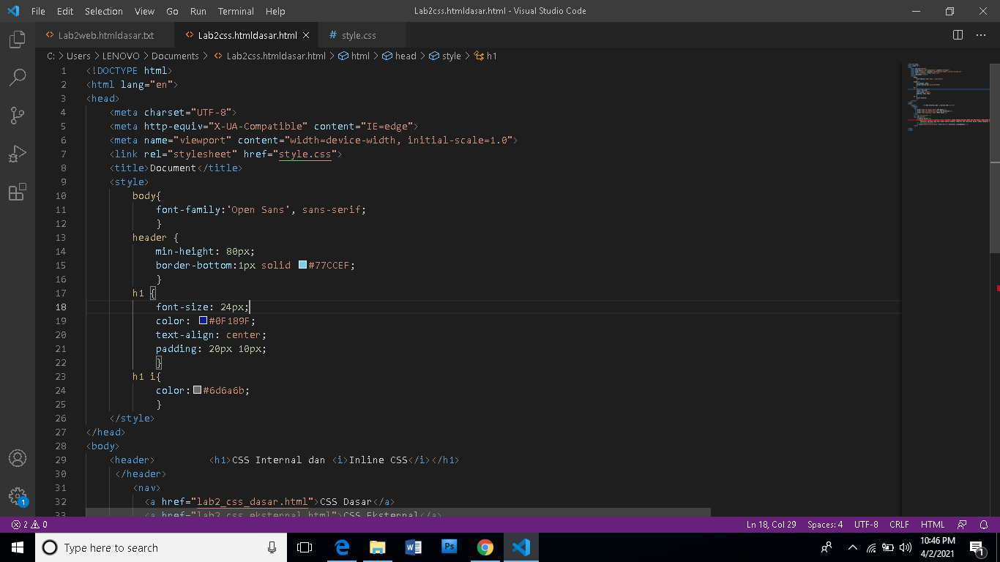 File Edit Selection View Go Run Terminal Help Lab2css.htmldasar.html - Visual Studio Code
Lab2web.htmldasar.txt Lab2css.htmldasar.html style.css
C: > Users > LENOVO > Documents > Lab2css.htmldasar.html > html > head > style > h1
1 <!DOCTYPE html>
2 <html lang="en">
3 <head>
4 <meta charset="UTF-8">
5 <meta http-equiv="X-UA-Compatible" content="IE=edge">
6 <meta name="viewport" content="width=device-width, initial-scale=1.0">
7 <link rel="stylesheet" href="style.css">
8 <title>Document</title>
9 <style>
10 body{
11 font-family:'Open Sans', sans-serif;
12 }
13 header {
14 min-height: 80px;
15 border-bottom:1px solid #77CCEF;
16 }
17 h1 {
18 font-size: 24px;
19 color: #0F189F;
20 text-align: center;
21 padding: 20px 10px;
22 }
23 h1 i{
24 color:#6d6a6b;
25 }
26 </style>
27 </head>
28 <body>
29 <header> <h1>CSS Internal dan <i>Inline CSS</i></h1>
30 </header>
31 <nav>
32 <a href="lab2_css_dasar.html">CSS Dasar</a>
33 <a href="lab2_css_eksternal.html">CSS Eksternal</a>
2 0 Ln 18, Col 29 Spaces: 4 UTF-8 CRLF HTML
Type here to search
10:46 PM
4/2/2021